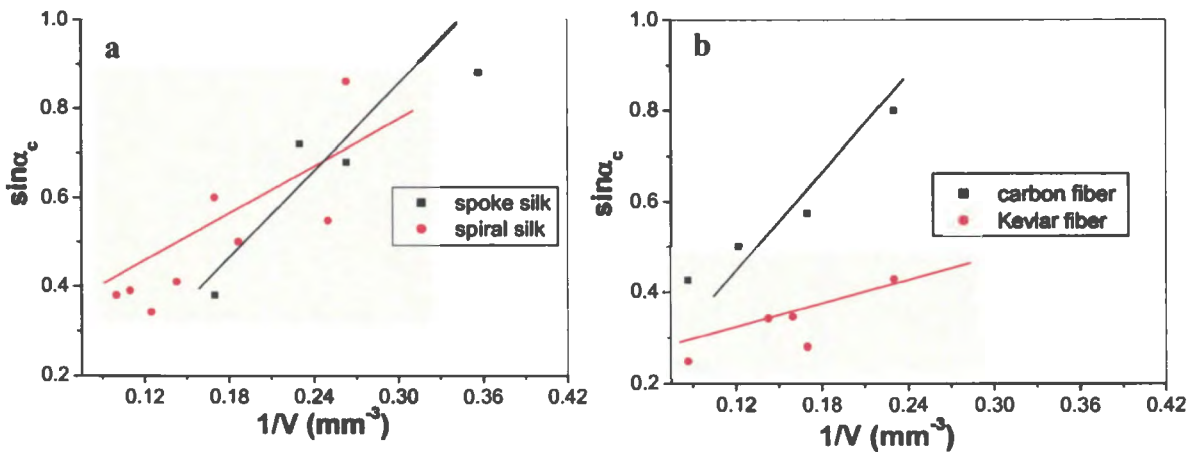 a
1.0
0.8
0.6
0.4
0.2
sinα_c
0.12 0.18 0.24 0.30 0.36 0.42
1/V (mm⁻³)
spoke silk
spiral silk
b
1.0
0.8
0.6
0.4
0.2
sinα_c
0.12 0.18 0.24 0.30 0.36 0.42
1/V (mm⁻³)
carbon fiber
Kevlar fiber